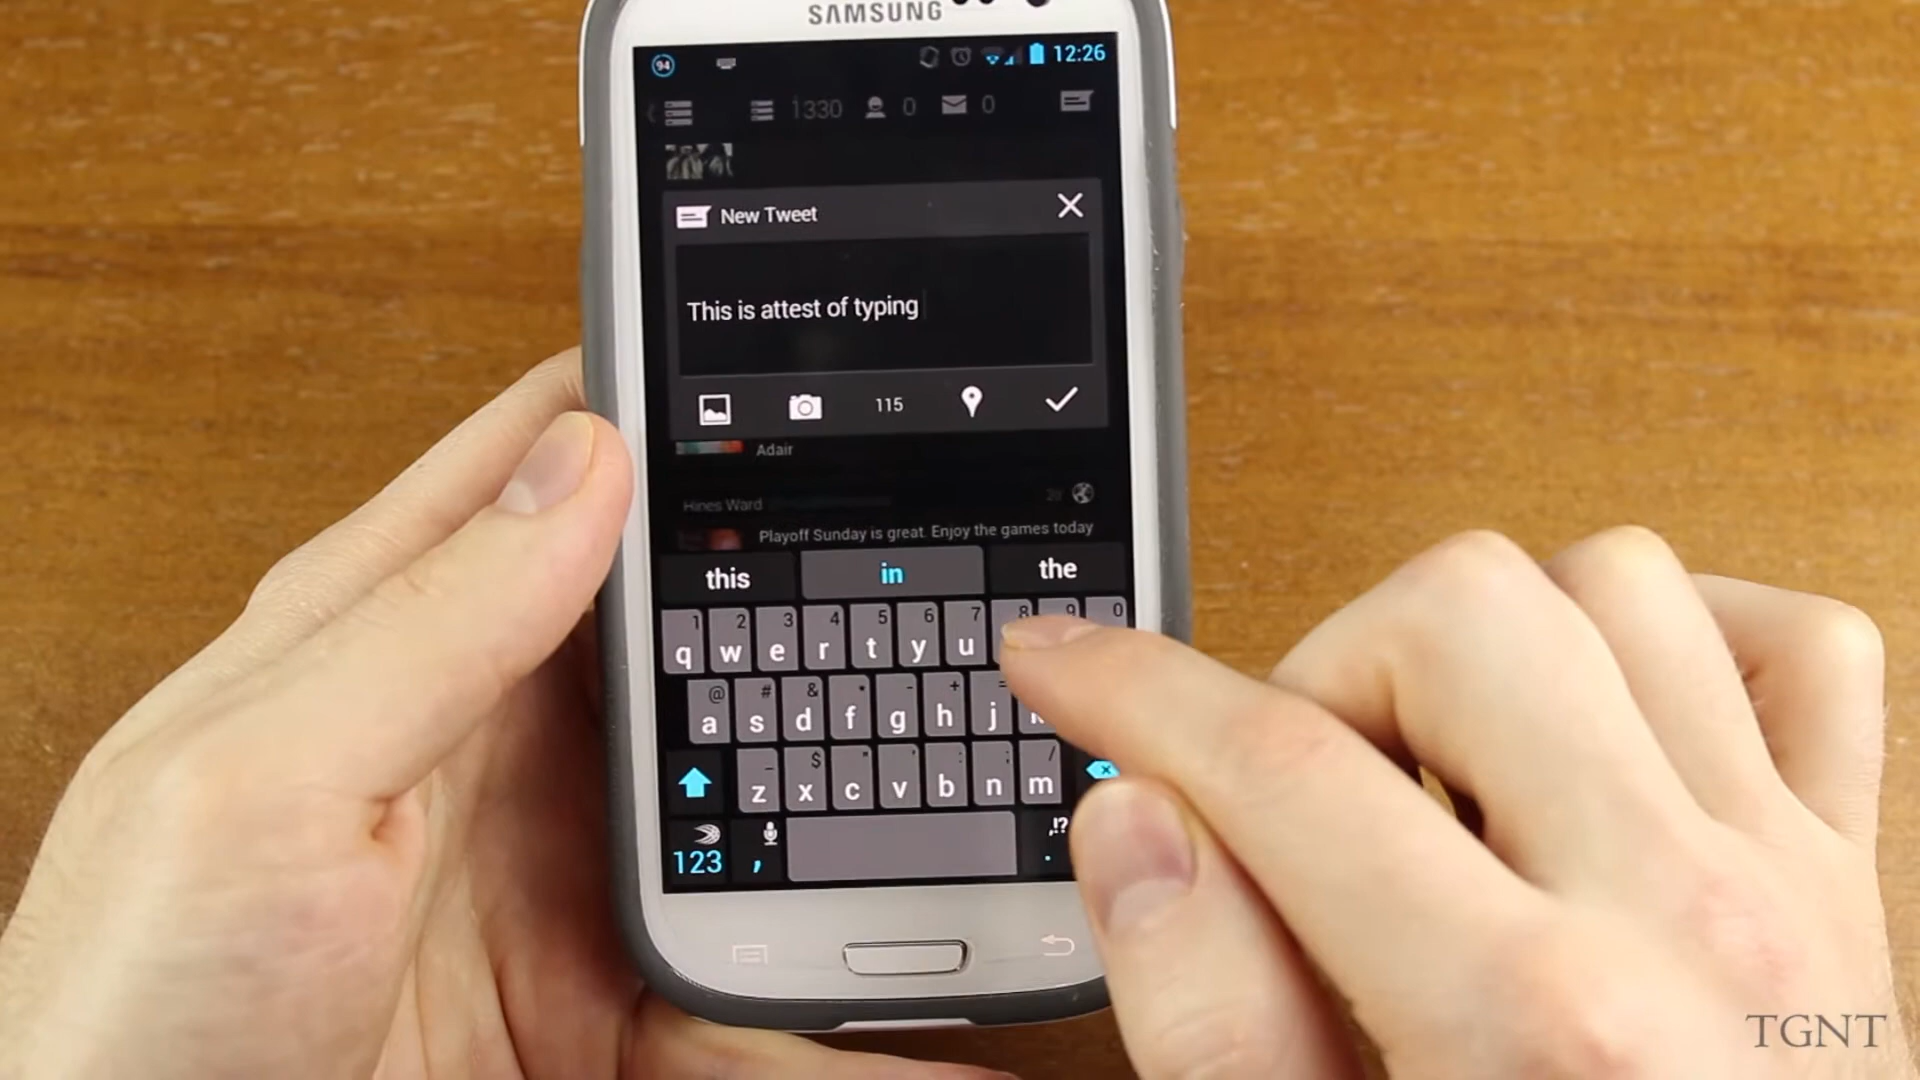 SAMSUNG
94 12:26
1330 0 0
New Tweet
This is attest of typing
115
Adair
Hines Ward
Playoff Sunday is great. Enjoy the games today
this in the
1 2 3 4 5 6 7 8 9 0
q w e r t y u
@ # & * - + =
a s d f g h j
_ $ " ' : ; /
z x c v b n m
,!?
123 , .
TGNT